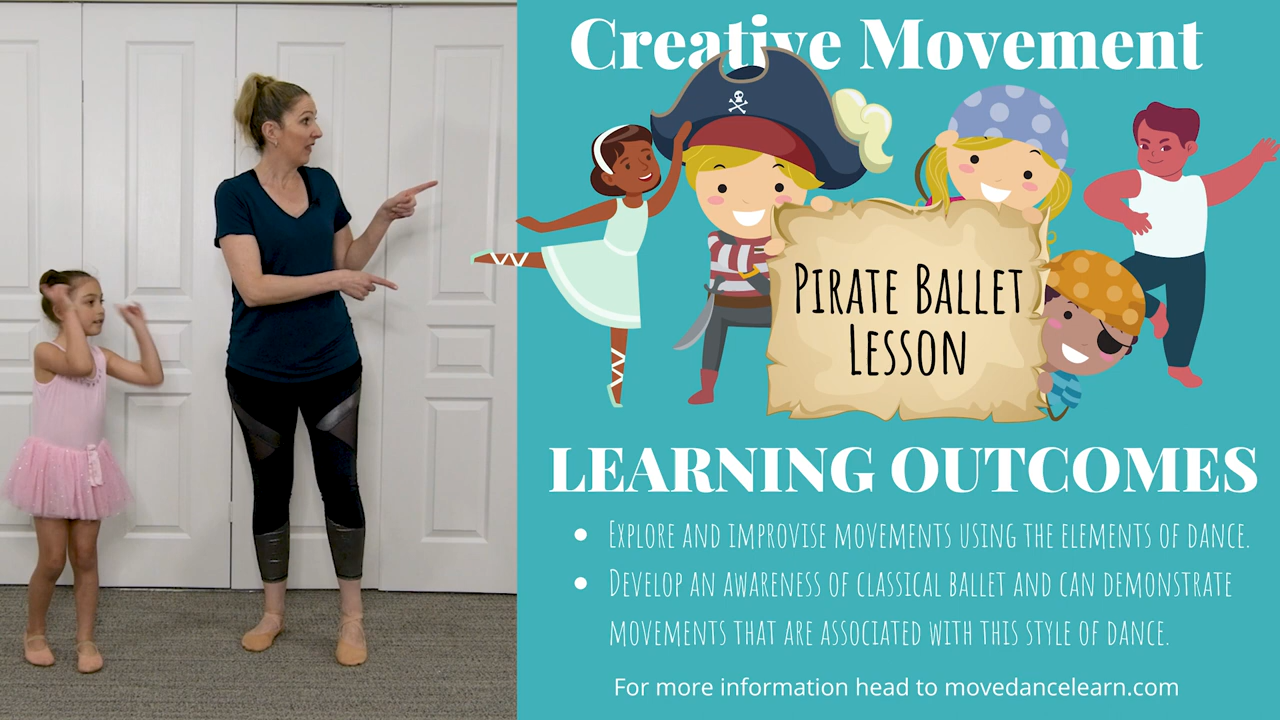 Creative Movement
PIRATE BALLET
LESSON
LEARNING OUTCOMES
• EXPLORE AND IMPROVISE MOVEMENTS USING THE ELEMENTS OF DANCE.
• DEVELOP AN AWARENESS OF CLASSICAL BALLET AND CAN DEMONSTRATE
MOVEMENTS THAT ARE ASSOCIATED WITH THIS STYLE OF DANCE.
For more information head to movedancelearn.com